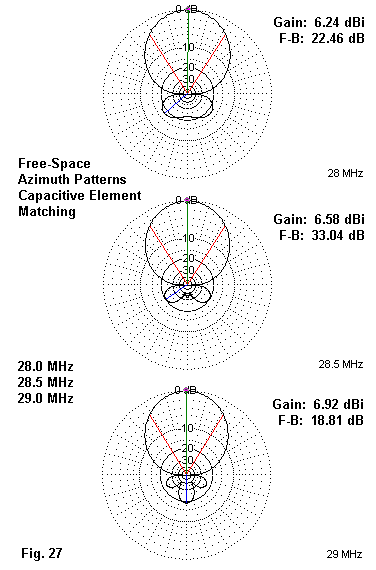 0 dB
Gain: 6.24 dBi
F-B: 22.46 dB
10
20
30
28 MHz
Free-Space
Azimuth Patterns
Capacitive Element
Matching
0 dB
Gain: 6.58 dBi
F-B: 33.04 dB
10
20
30
28.5 MHz
28.0 MHz
28.5 MHz
29.0 MHz
0 dB
Gain: 6.92 dBi
F-B: 18.81 dB
10
20
30
29 MHz
Fig. 27